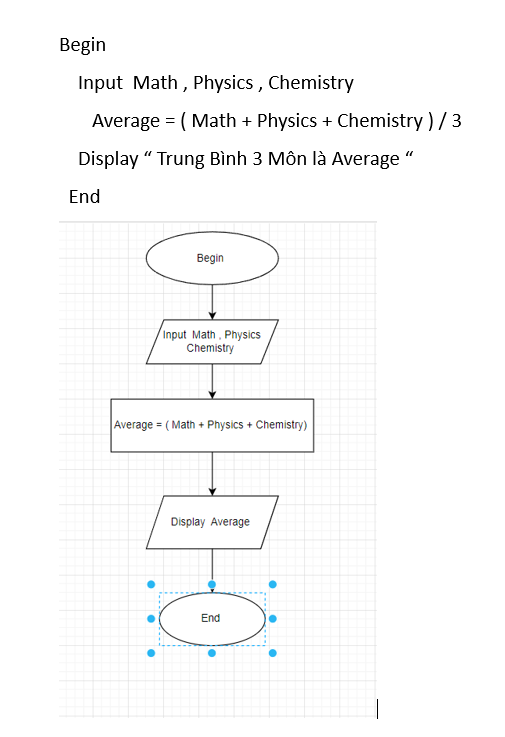 Begin
Input Math , Physics , Chemistry
Average = ( Math + Physics + Chemistry ) / 3
Display “ Trung Bình 3 Môn là Average “
End
Begin
Input Math , Physics
Chemistry
Average = ( Math + Physics + Chemistry)
Display Average
End